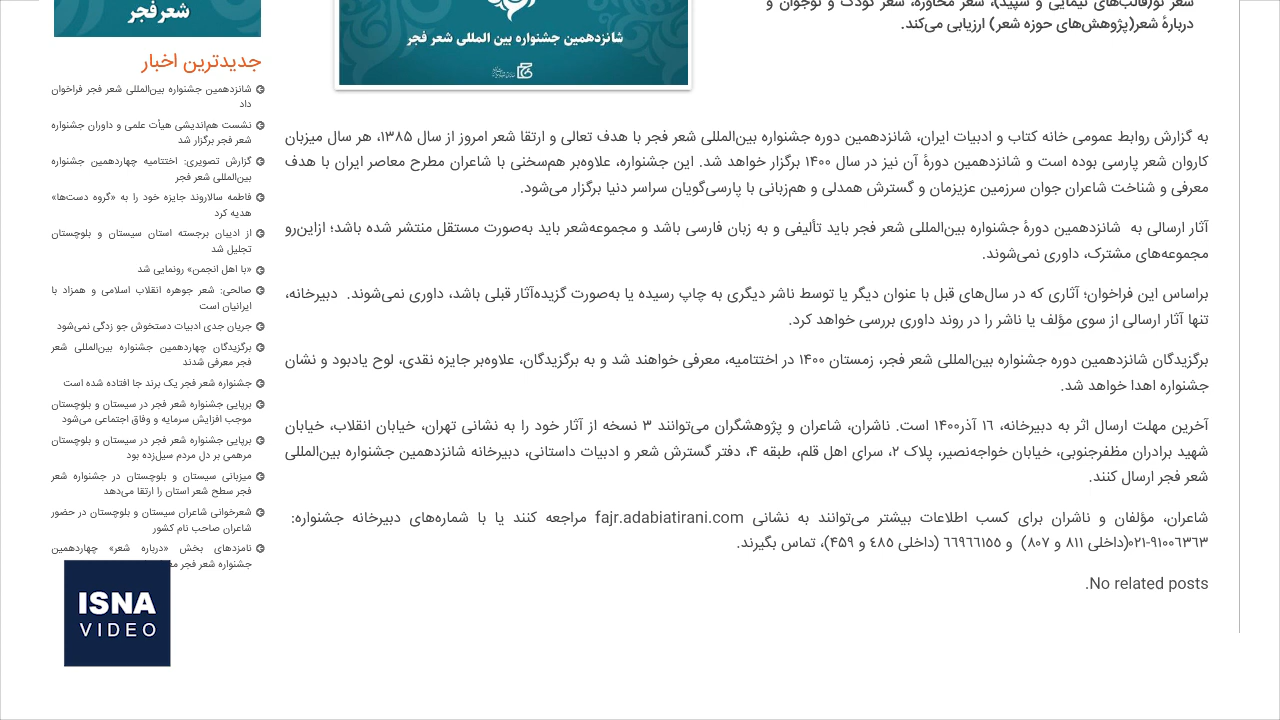 شعر نو(قالب‌های نیمایی و سپید)، شعر محاوره، شعر کودک و نوجوان و
دربارهٔ شعر(پژوهش‌های حوزه شعر) ارزیابی می‌کند.
شانزدهمین جشنواره بین المللی شعر فجر
به گزارش روابط عمومی خانه کتاب و ادبیات ایران، شانزدهمین دوره جشنواره بین‌المللی شعر فجر با هدف تعالی و ارتقا شعر امروز از سال ۱۳۸۵، هر سال میزبان
کاروان شعر پارسی بوده است و شانزدهمین دورهٔ آن نیز در سال ۱۴۰۰ برگزار خواهد شد. این جشنواره، علاوه‌بر هم‌سخنی با شاعران مطرح معاصر ایران با هدف
معرفی و شناخت شاعران جوان سرزمین عزیزمان و گسترش همدلی و هم‌زبانی با پارسی‌گویان سراسر دنیا برگزار می‌شود.
آثار ارسالی به شانزدهمین دورهٔ جشنواره بین‌المللی شعر فجر باید تألیفی و به زبان فارسی باشد و مجموعه‌شعر باید به‌صورت مستقل منتشر شده باشد؛ ازاین‌رو
مجموعه‌های مشترک، داوری نمی‌شوند.
براساس این فراخوان؛ آثاری که در سال‌های قبل با عنوان دیگر یا توسط ناشر دیگری به چاپ رسیده یا به‌صورت گزیده‌آثار قبلی باشد، داوری نمی‌شوند. دبیرخانه،
تنها آثار ارسالی از سوی مؤلف یا ناشر را در روند داوری بررسی خواهد کرد.
برگزیدگان شانزدهمین دوره جشنواره بین‌المللی شعر فجر، زمستان ۱۴۰۰ در اختتامیه، معرفی خواهند شد و به برگزیدگان، علاوه‌بر جایزه نقدی، لوح یادبود و نشان
جشنواره اهدا خواهد شد.
آخرین مهلت ارسال اثر به دبیرخانه، ١٦ آذر۱۴۰۰ است. ناشران، شاعران و پژوهشگران می‌توانند ۳ نسخه از آثار خود را به نشانی تهران، خیابان انقلاب، خیابان
شهید برادران مظفرجنوبی، خیابان خواجه‌نصیر، پلاک ۲، سرای اهل قلم، طبقه ۴، دفتر گسترش شعر و ادبیات داستانی، دبیرخانه شانزدهمین جشنواره بین‌المللی
شعر فجر ارسال کنند.
شاعران، مؤلفان و ناشران برای کسب اطلاعات بیشتر می‌توانند به نشانی fajr.adabiatirani.com مراجعه کنند یا با شماره‌های دبیرخانه جشنواره:
۰۲۱-۹۱۰۰٦۳٦۳(داخلی ۸۱۱ و ۸۰۷) و ٦٦٩٦٦١٥٥ (داخلی ٤٨٥ و ۴۵۹)، تماس بگیرند.
No related posts.
شعر فجر
جدیدترین اخبار
شانزدهمین جشنواره بین‌المللی شعر فجر فراخوان
داد
نشست هم‌اندیشی هیأت علمی و داوران جشنواره
شعر فجر برگزار شد
گزارش تصویری: اختتامیه چهاردهمین جشنواره
بین‌المللی شعر فجر
فاطمه سالاروند جایزه خود را به «گروه دست‌ها»
هدیه کرد
از ادیبان برجسته استان سیستان و بلوچستان
تجلیل شد
«با اهل انجمن» رونمایی شد
صالحی: شعر جوهره انقلاب اسلامی و همزاد با
ایرانیان است
جریان جدی ادبیات دستخوش جو زدگی نمی‌شود
برگزیدگان چهاردهمین جشنواره بین‌المللی شعر
فجر معرفی شدند
جشنواره شعر فجر یک برند جا افتاده شده است
برپایی جشنواره شعر فجر در سیستان و بلوچستان
موجب افزایش سرمایه و وفاق اجتماعی می‌شود
برپایی جشنواره شعر فجر در سیستان و بلوچستان
مرهمی بر دل مردم سیل‌زده بود
میزبانی سیستان و بلوچستان در جشنواره شعر
فجر سطح شعر استان را ارتقا می‌دهد
شعرخوانی شاعران سیستان و بلوچستان در حضور
شاعران صاحب نام کشور
نامزدهای بخش «درباره شعر» چهاردهمین
جشنواره شعر فجر
ISNA
VIDEO